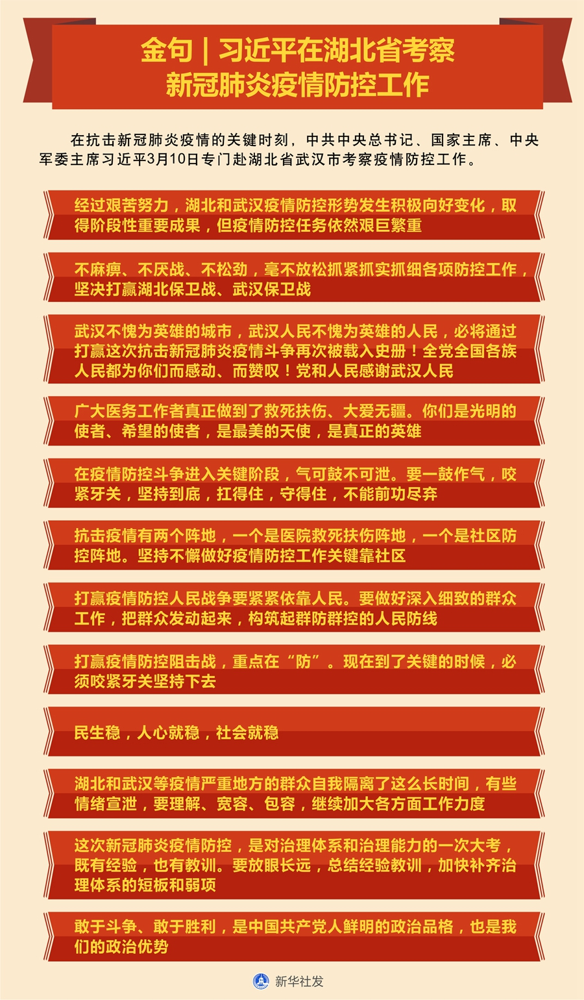 金句 | 习近平在湖北省考察
新冠肺炎疫情防控工作
在抗击新冠肺炎疫情的关键时刻，中共中央总书记、国家主席、中央
军委主席习近平3月10日专门赴湖北省武汉市考察疫情防控工作。
经过艰苦努力，湖北和武汉疫情防控形势发生积极向好变化，取
得阶段性重要成果，但疫情防控任务依然艰巨繁重
不麻痹、不厌战、不松劲，毫不放松抓紧抓实抓细各项防控工作，
坚决打赢湖北保卫战、武汉保卫战
武汉不愧为英雄的城市，武汉人民不愧为英雄的人民，必将通过
打赢这次抗击新冠肺炎疫情斗争再次被载入史册！全党全国各族
人民都为你们而感动、而赞叹！党和人民感谢武汉人民
广大医务工作者真正做到了救死扶伤、大爱无疆。你们是光明的
使者、希望的使者，是最美的天使，是真正的英雄
在疫情防控斗争进入关键阶段，气可鼓不可泄。要一鼓作气，咬
紧牙关，坚持到底，扛得住，守得住，不能前功尽弃
抗击疫情有两个阵地，一个是医院救死扶伤阵地，一个是社区防
控阵地。坚持不懈做好疫情防控工作关键靠社区
打赢疫情防控人民战争要紧紧依靠人民。要做好深入细致的群众
工作，把群众发动起来，构筑起群防群控的人民防线
打赢疫情防控阻击战，重点在“防”。现在到了关键的时候，必
须咬紧牙关坚持下去
民生稳，人心就稳，社会就稳
湖北和武汉等疫情严重地方的群众自我隔离了这么长时间，有些
情绪宣泄，要理解、宽容、包容，继续加大各方面工作力度
这次新冠肺炎疫情防控，是对治理体系和治理能力的一次大考，
既有经验，也有教训。要放眼长远，总结经验教训，加快补齐治
理体系的短板和弱项
敢于斗争、敢于胜利，是中国共产党人鲜明的政治品格，也是我
们的政治优势
新华社发